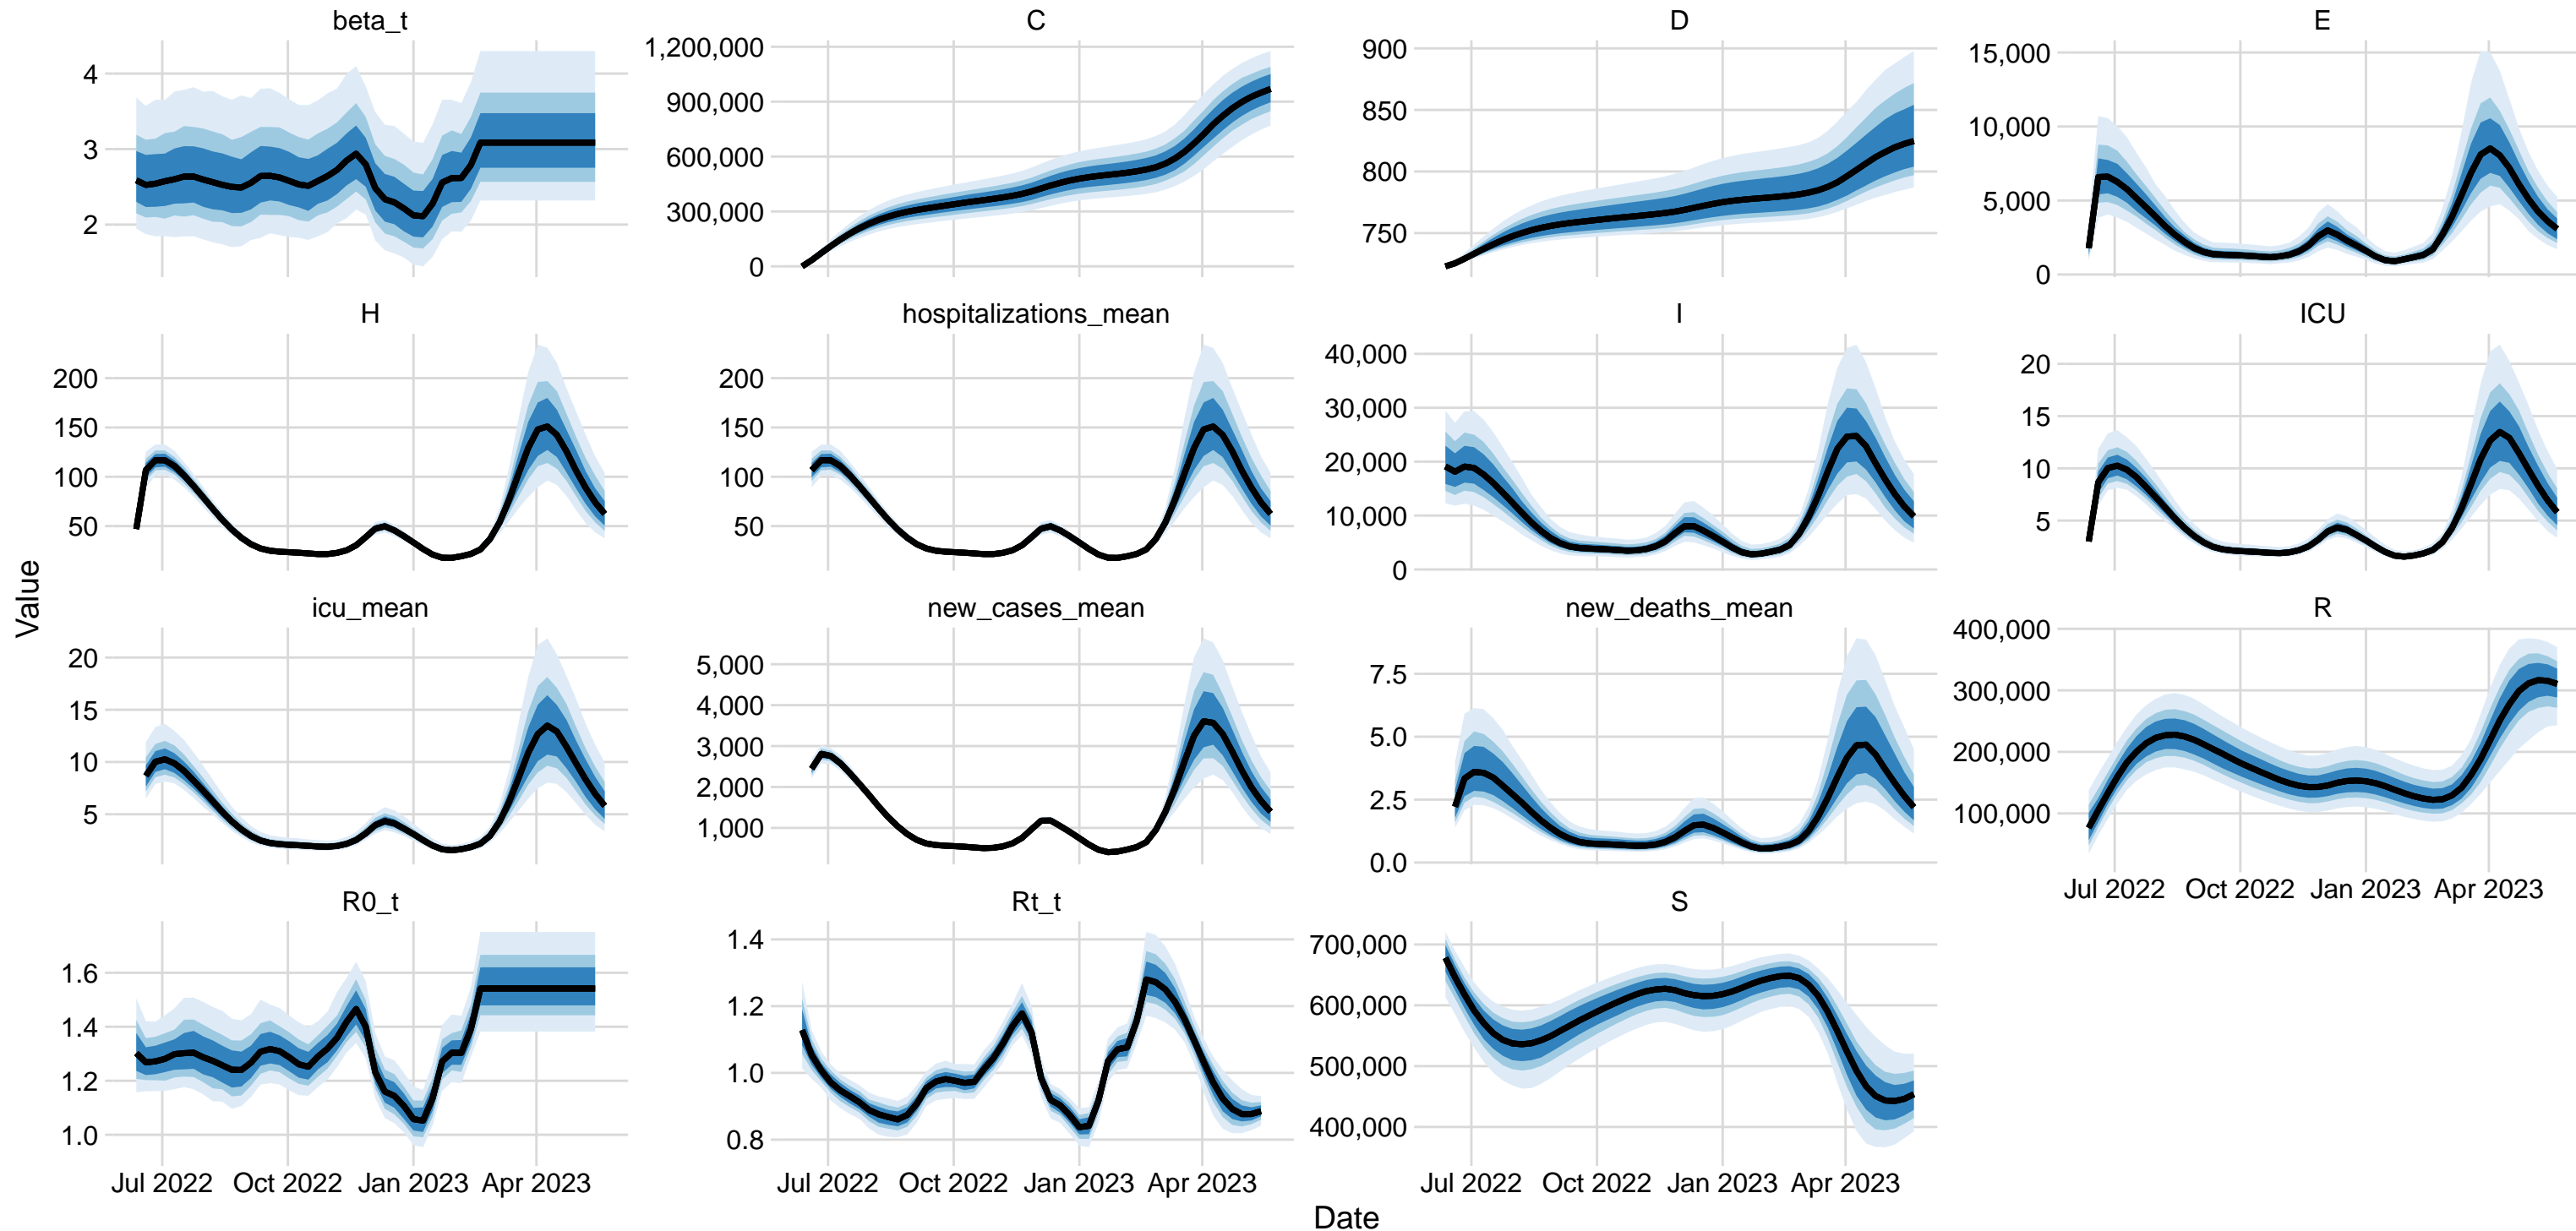 beta_t
C
D
E
4
3
2
1,200,000
900,000
600,000
300,000
0
900
850
800
750
15,000
10,000
5,000
0
H
hospitalizations_mean
I
ICU
200
150
100
50
200
150
100
50
40,000
30,000
20,000
10,000
0
20
15
10
5
Value
icu_mean
new_cases_mean
new_deaths_mean
R
20
15
10
5
5,000
4,000
3,000
2,000
1,000
7.5
5.0
2.5
0.0
400,000
300,000
200,000
100,000
Jul 2022 Oct 2022 Jan 2023 Apr 2023
R0_t
Rt_t
S
1.6
1.4
1.2
1.0
1.4
1.2
1.0
0.8
700,000
600,000
500,000
400,000
Jul 2022 Oct 2022 Jan 2023 Apr 2023
Jul 2022 Oct 2022 Jan 2023 Apr 2023
Jul 2022 Oct 2022 Jan 2023 Apr 2023
Date